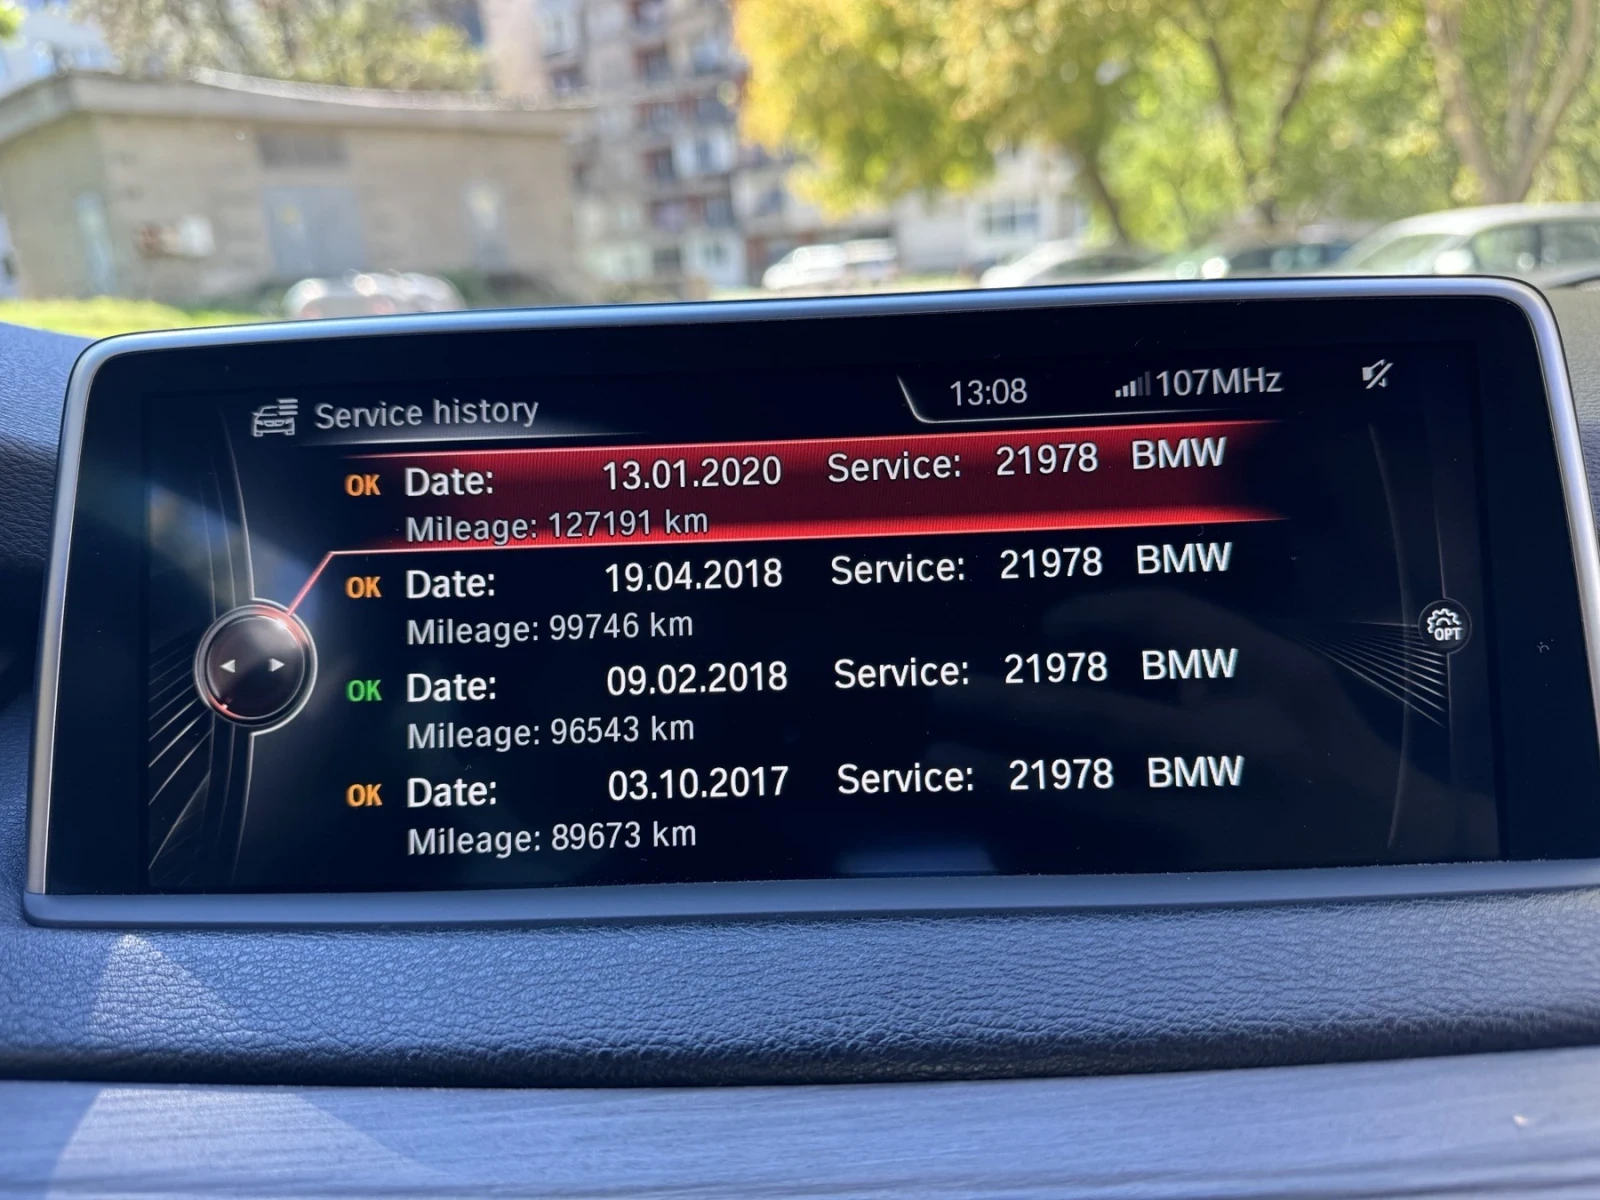 Service history 13:08 107MHz
OK Date: 13.01.2020 Service: 21978 BMW
Mileage: 127191 km
OK Date: 19.04.2018 Service: 21978 BMW
Mileage: 99746 km
OK Date: 09.02.2018 Service: 21978 BMW
Mileage: 96543 km
OPT
OK Date: 03.10.2017 Service: 21978 BMW
Mileage: 89673 km